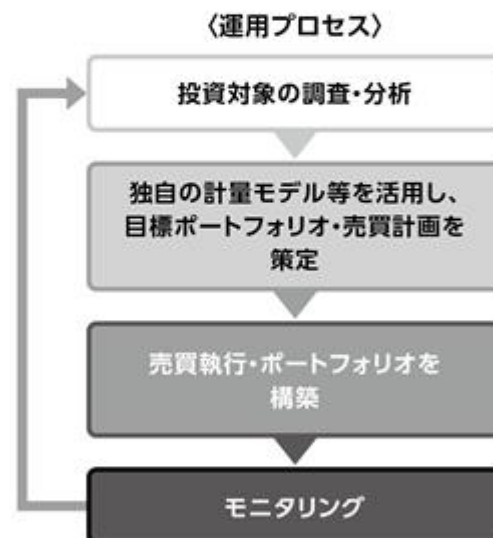 〈運用プロセス〉
投資対象の調査・分析
独自の計量モデル等を活用し、
目標ポートフォリオ・売買計画を
策定
売買執行・ポートフォリオを
構築
モニタリング